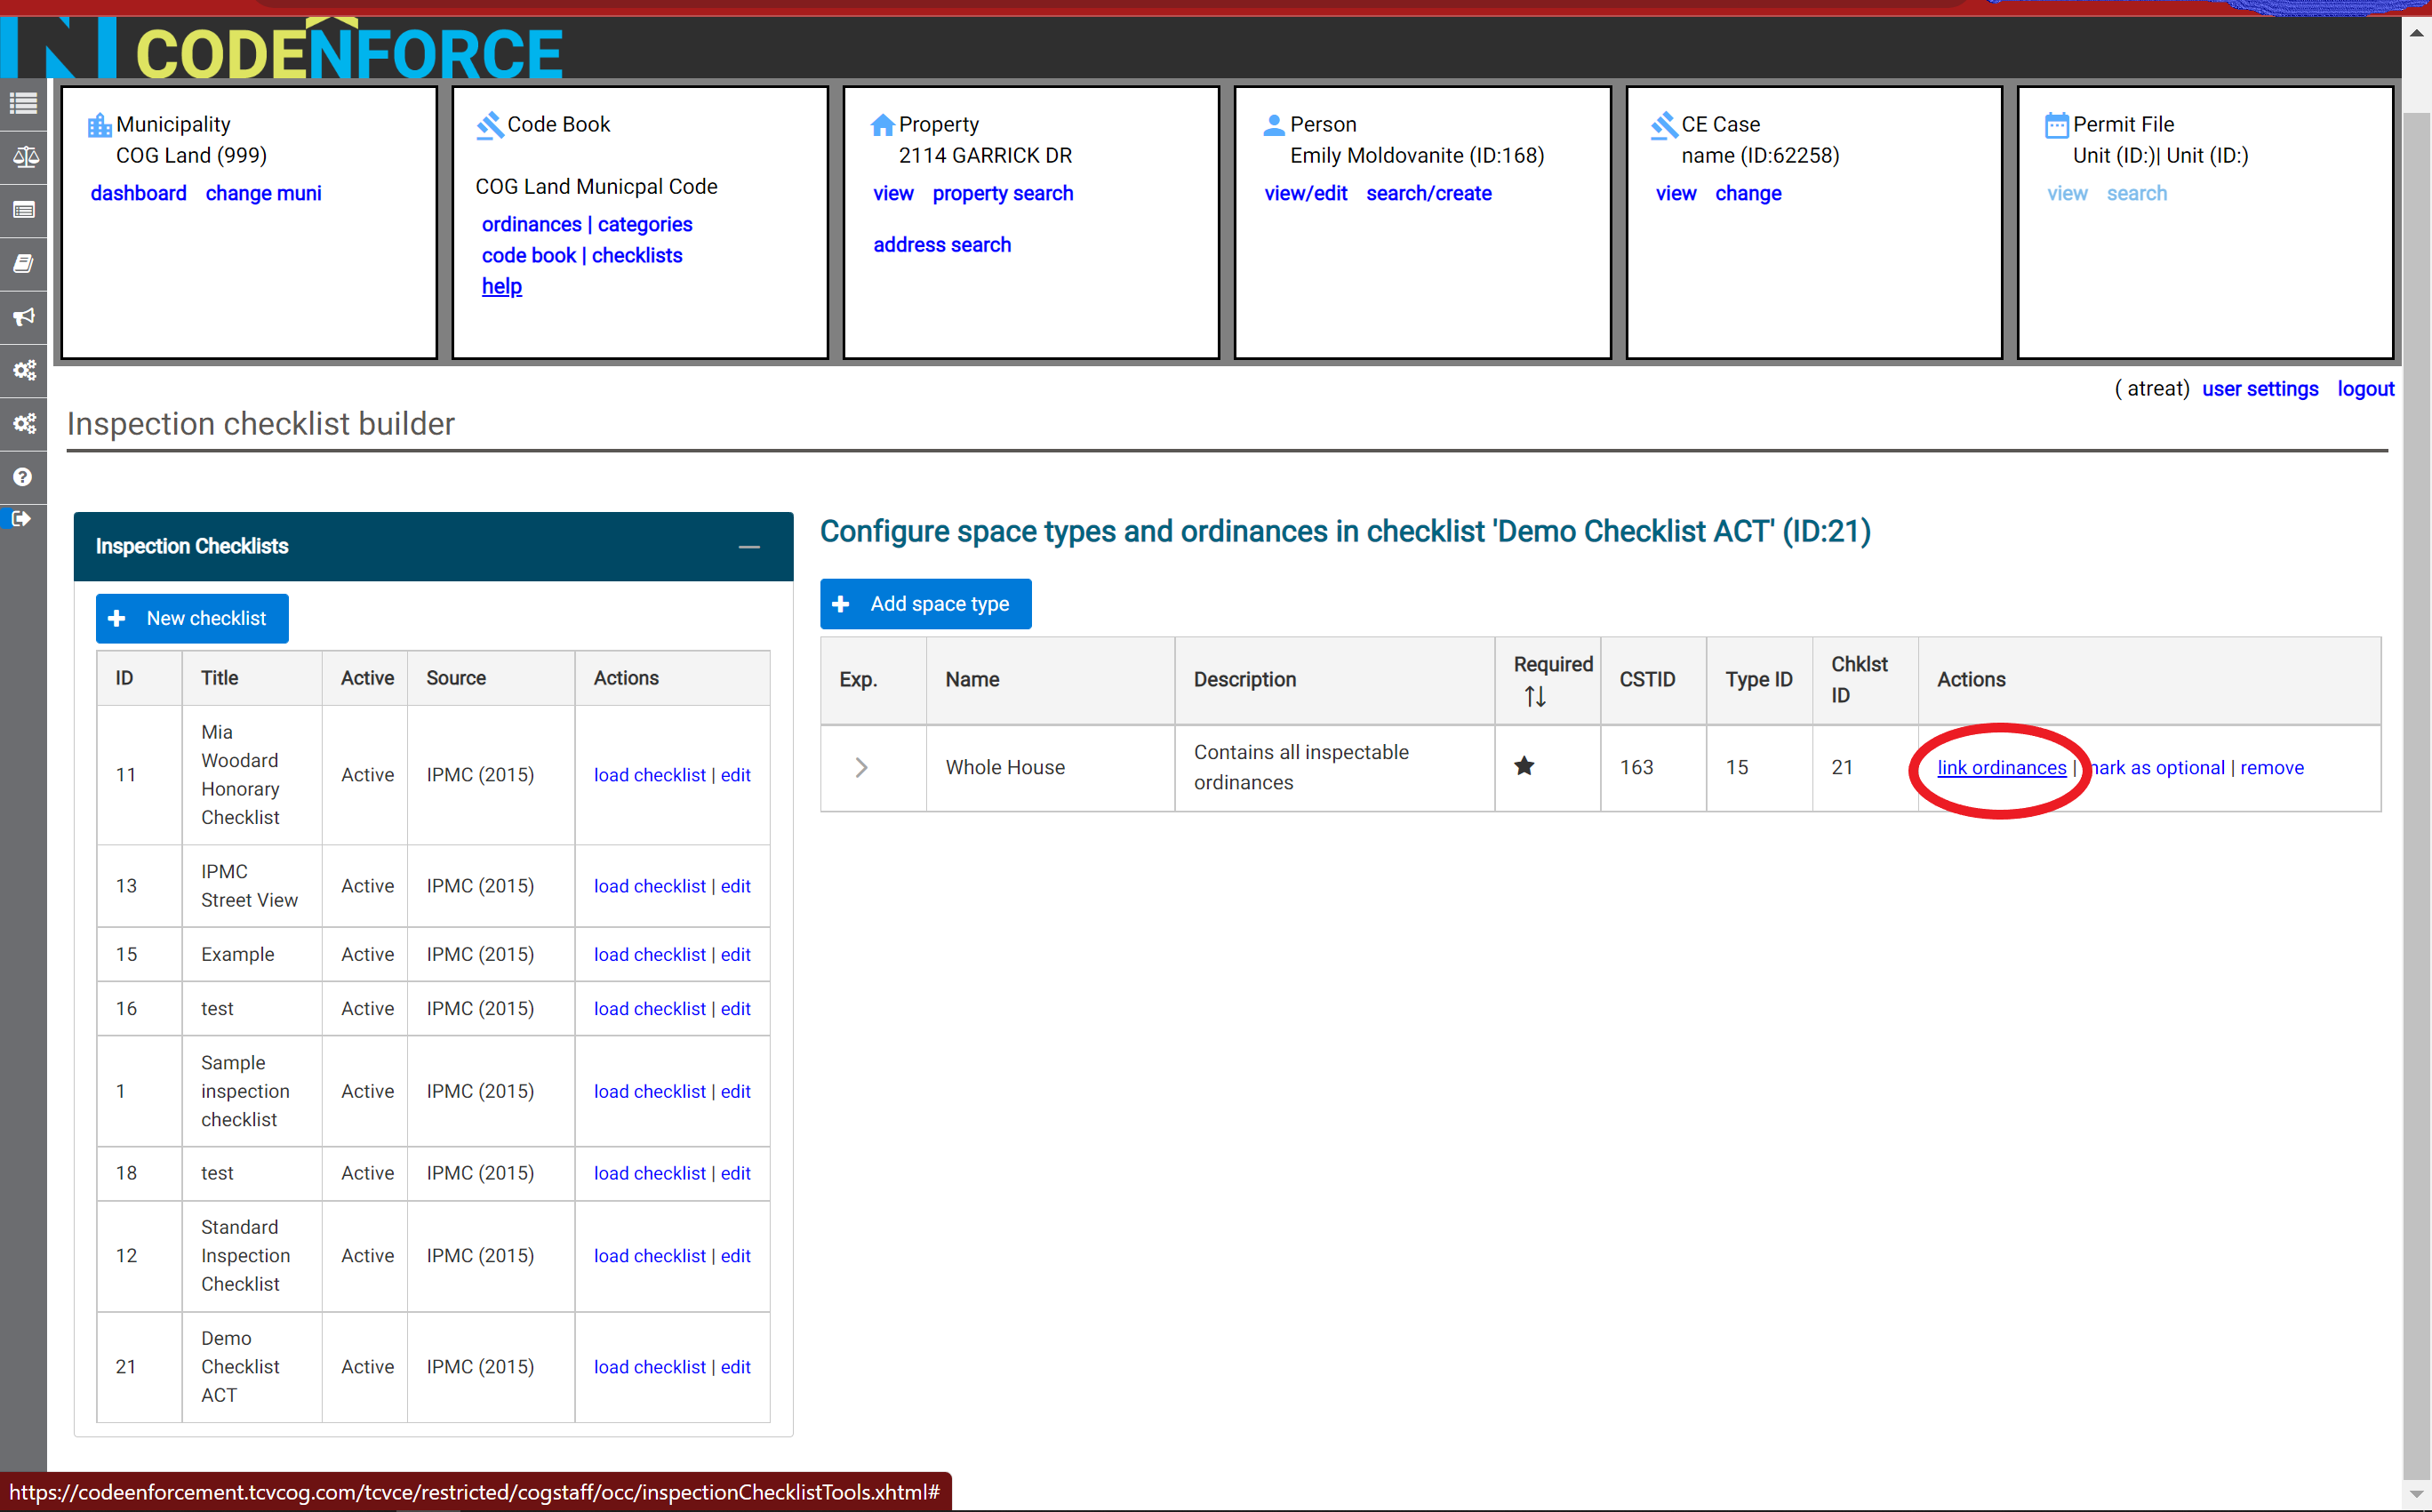 CODENFORCE
Municipality
COG Land (999)
dashboard change muni
Code Book
COG Land Municpal Code
ordinances | categories
code book | checklists
help
Property
2114 GARRICK DR
view property search
address search
Person
Emily Moldovanite (ID:168)
view/edit search/create
CE Case
name (ID:62258)
view change
Permit File
Unit (ID:)| Unit (ID:)
view search
( atreat) user settings logout
Inspection checklist builder
Inspection Checklists
New checklist
ID Title Active Source Actions
11 Mia Woodard Honorary Checklist Active IPMC (2015) load checklist | edit
13 IPMC Street View Active IPMC (2015) load checklist | edit
15 Example Active IPMC (2015) load checklist | edit
16 test Active IPMC (2015) load checklist | edit
1 Sample inspection checklist Active IPMC (2015) load checklist | edit
18 test Active IPMC (2015) load checklist | edit
12 Standard Inspection Checklist Active IPMC (2015) load checklist | edit
21 Demo Checklist ACT Active IPMC (2015) load checklist | edit
Configure space types and ordinances in checklist 'Demo Checklist ACT' (ID:21)
Add space type
Exp. Name Description Required CSTID Type ID Chklst ID Actions
Whole House Contains all inspectable ordinances 163 15 21 link ordinances | mark as optional | remove
https://codeenforcement.tcvcog.com/tcvce/restricted/cogstaff/occ/inspectionChecklistTools.xhtml#